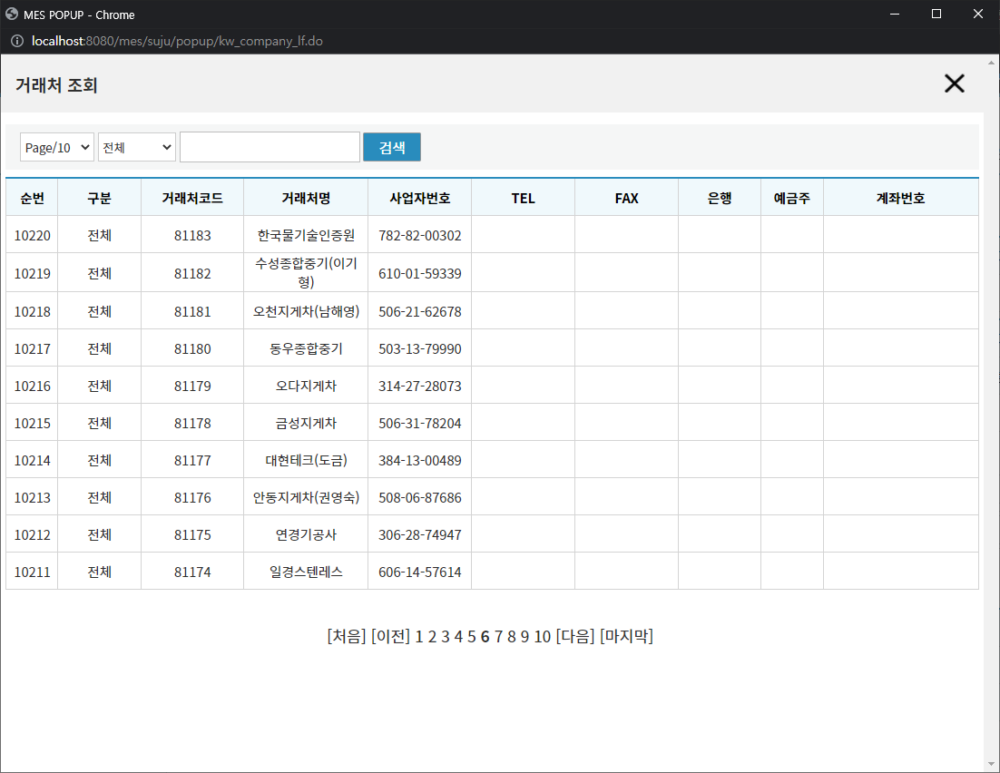 MES POPUP - Chrome
localhost:8080/mes/suju/popup/kw_company_lf.do
거래처 조회
Page/10 전체 검색
순번 구분 거래처코드 거래처명 사업자번호 TEL FAX 은행 예금주 계좌번호
10220 전체 81183 한국물기술인증원 782-82-00302
10219 전체 81182 수성종합중기(이기
형) 610-01-59339
10218 전체 81181 오천지게차(남해영) 506-21-62678
10217 전체 81180 동우종합중기 503-13-79990
10216 전체 81179 오다지게차 314-27-28073
10215 전체 81178 금성지게차 506-31-78204
10214 전체 81177 대현테크(도금) 384-13-00489
10213 전체 81176 안동지게차(권영숙) 508-06-87686
10212 전체 81175 연경기공사 306-28-74947
10211 전체 81174 일경스텐레스 606-14-57614
[처음] [이전] 1 2 3 4 5 6 7 8 9 10 [다음] [마지막]